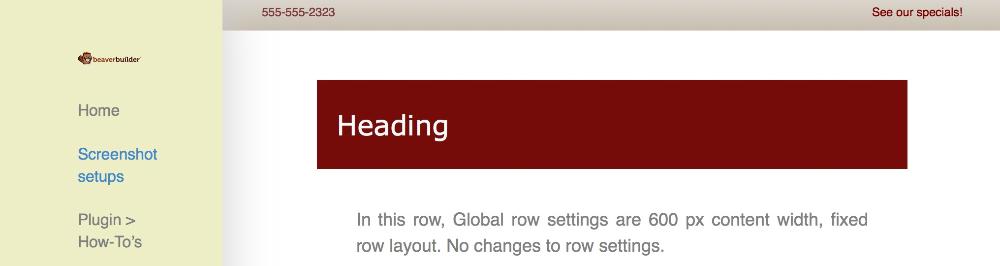 555-555-2323
See our specials!
beaverbuilder
Home
Screenshot
setups
Plugin >
How-To's
Heading
In this row, Global row settings are 600 px content width, fixed
row layout. No changes to row settings.